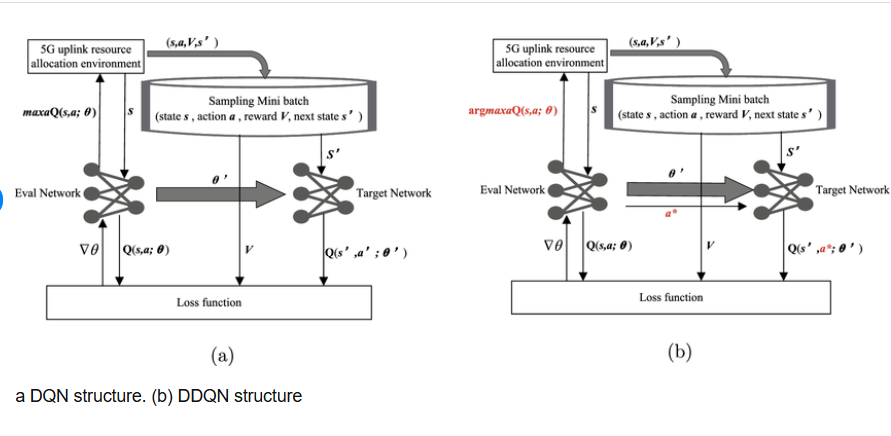 5G uplink resource
allocation environment
(s,a,V,s’ )
Sampling Mini batch
(state s , action a , reward V, next state s’ )
maxaQ(s,a; θ)
s
S’
Eval Network
θ ’
Target Network
∇θ
Q(s,a; θ)
V
Q(s’ ,a’ ; θ’ )
Loss function
(a)
5G uplink resource
allocation environment
(s,a,V,s’ )
Sampling Mini batch
(state s , action a , reward V, next state s’ )
argmaxaQ(s,a; θ)
s
S’
Eval Network
θ ’
a*
Target Network
∇θ
Q(s,a; θ)
V
Q(s’ ,a*; θ’ )
Loss function
(b)
a DQN structure. (b) DDQN structure